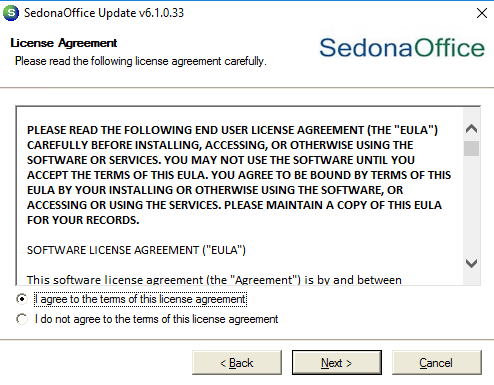 SedonaOffice Update v6.1.0.33
License Agreement
Please read the following license agreement carefully.
SedonaOffice
PLEASE READ THE FOLLOWING END USER LICENSE AGREEMENT (THE "EULA")
CAREFULLY BEFORE INSTALLING, ACCESSING, OR OTHERWISE USING THE
SOFTWARE OR SERVICES. YOU MAY NOT USE THE SOFTWARE UNTIL YOU
ACCEPT THE TERMS OF THIS EULA. YOU AGREE TO BE BOUND BY TERMS OF THIS
EULA BY YOUR INSTALLING OR OTHERWISE USING THE SOFTWARE, OR
ACCESSING OR USING THE SERVICES. PLEASE MAINTAIN A COPY OF THIS EULA
FOR YOUR RECORDS.
SOFTWARE LICENSE AGREEMENT ("EULA")
This software license agreement (the "Agreement") is by and between
I agree to the terms of this license agreement
I do not agree to the terms of this license agreement
< Back
Next >
Cancel